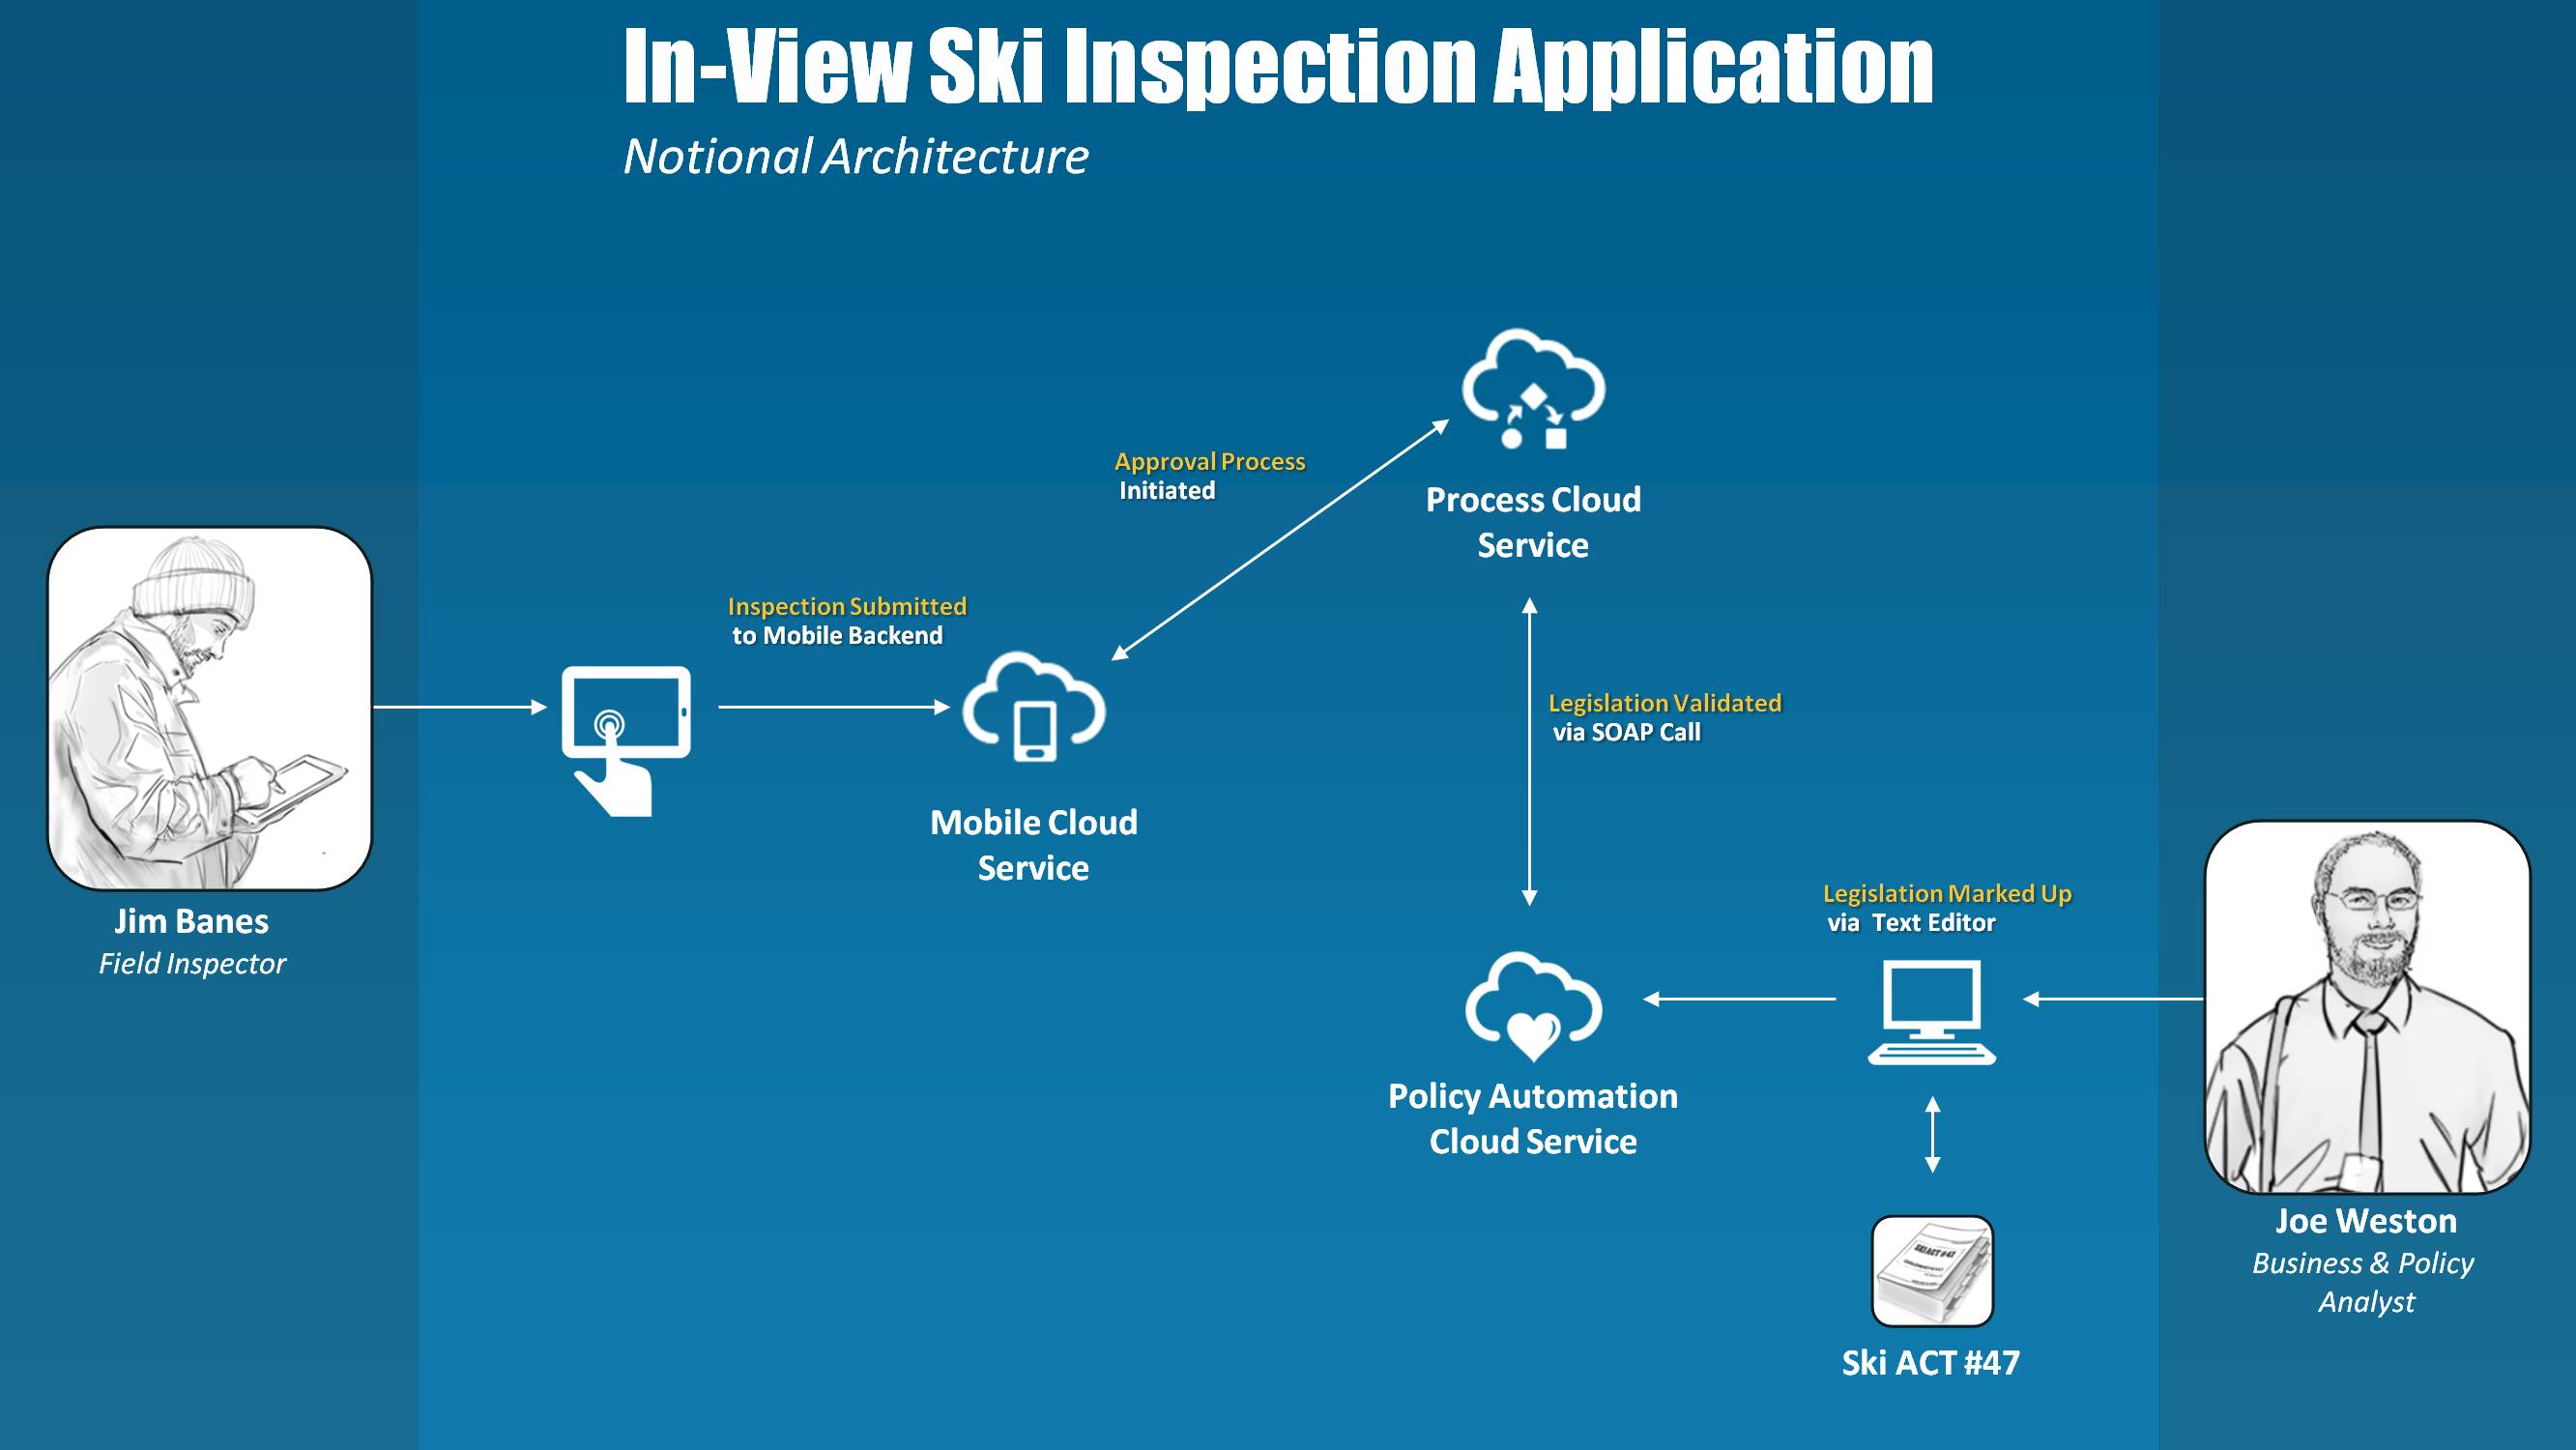 In-View Ski Inspection Application
Notional Architecture
Approval Process
Initiated
Process Cloud
Service
Inspection Submitted
to Mobile Backend
Mobile Cloud
Service
Legislation Validated
via SOAP Call
Jim Banes
Field Inspector
Legislation Marked Up
via Text Editor
Policy Automation
Cloud Service
Joe Weston
Business & Policy
Analyst
SKI ACT #47
Ski ACT #47